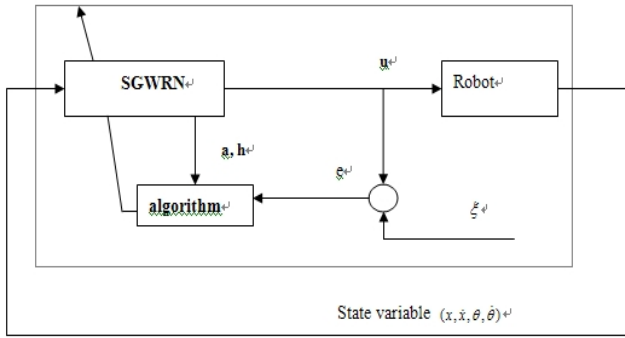 SGWRN
u
Robot
a, h
e
algorithm
ξ
State variable (x, ẋ, θ, θ̇)